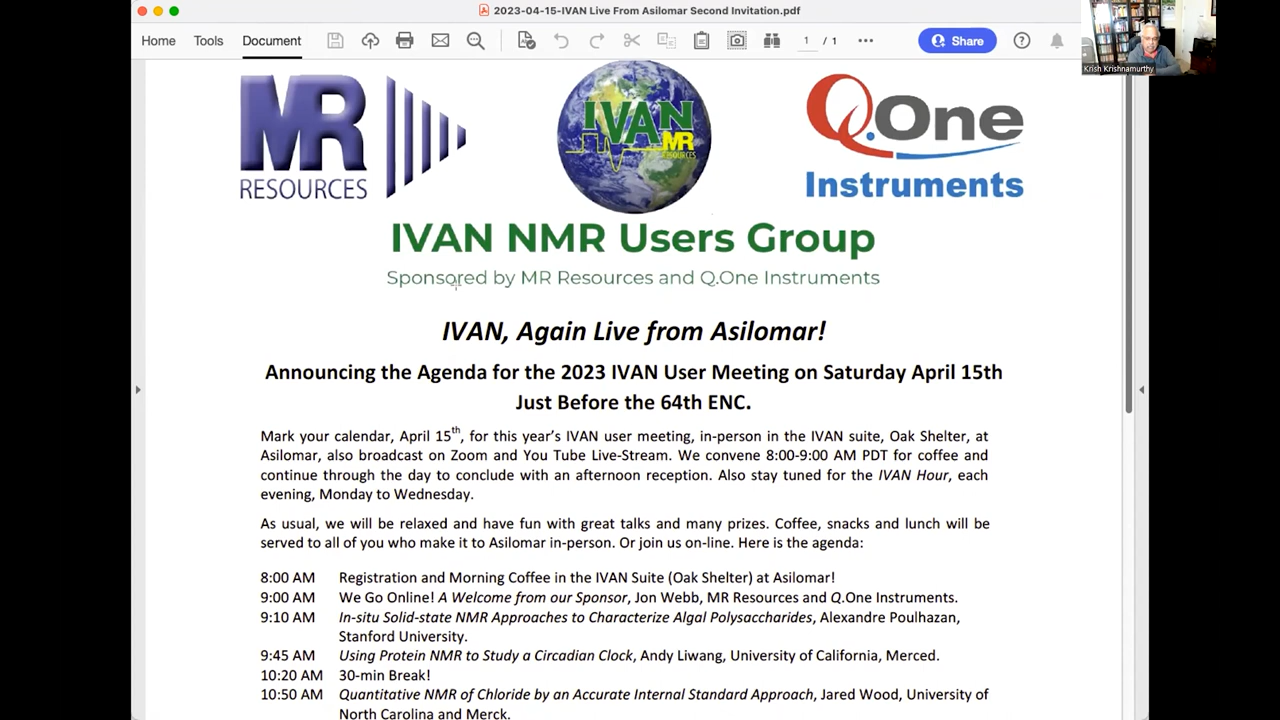 2023-04-15-IVAN Live From Asilomar Second Invitation.pdf
Home Tools Document 1 / 1 Share
Krish Krishnamurthy
MR
RESOURCES
IVAN
MR
RESOURCES
Q.One
Instruments
IVAN NMR Users Group
Sponsored by MR Resources and Q.One Instruments
IVAN, Again Live from Asilomar!
Announcing the Agenda for the 2023 IVAN User Meeting on Saturday April 15th
Just Before the 64th ENC.
Mark your calendar, April 15th, for this year's IVAN user meeting, in-person in the IVAN suite, Oak Shelter, at
Asilomar, also broadcast on Zoom and You Tube Live-Stream. We convene 8:00-9:00 AM PDT for coffee and
continue through the day to conclude with an afternoon reception. Also stay tuned for the IVAN Hour, each
evening, Monday to Wednesday.
As usual, we will be relaxed and have fun with great talks and many prizes. Coffee, snacks and lunch will be
served to all of you who make it to Asilomar in-person. Or join us on-line. Here is the agenda:
8:00 AM Registration and Morning Coffee in the IVAN Suite (Oak Shelter) at Asilomar!
9:00 AM We Go Online! A Welcome from our Sponsor, Jon Webb, MR Resources and Q.One Instruments.
9:10 AM In-situ Solid-state NMR Approaches to Characterize Algal Polysaccharides, Alexandre Poulhazan,
Stanford University.
9:45 AM Using Protein NMR to Study a Circadian Clock, Andy Liwang, University of California, Merced.
10:20 AM 30-min Break!
10:50 AM Quantitative NMR of Chloride by an Accurate Internal Standard Approach, Jared Wood, University of
North Carolina and Merck.